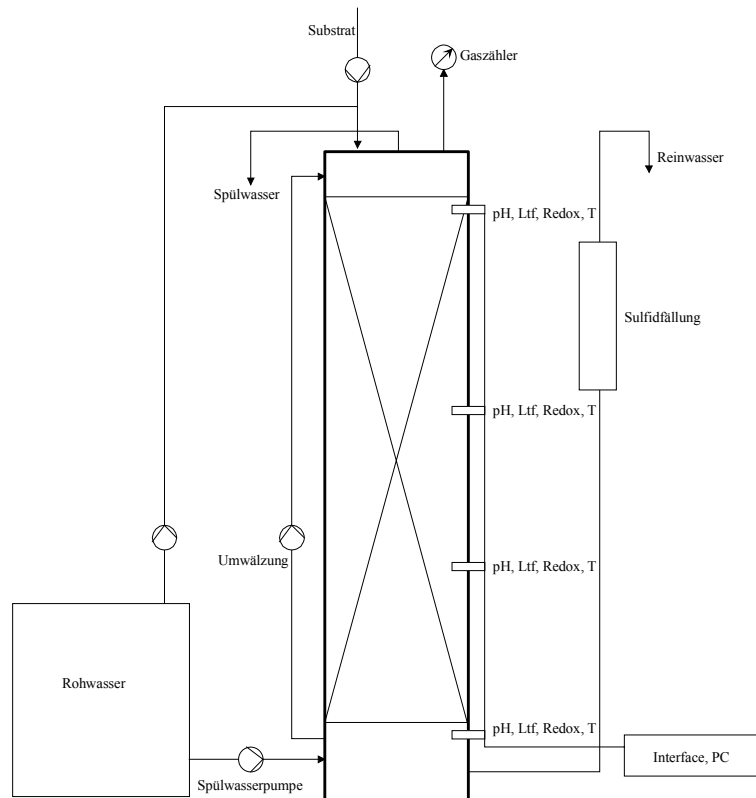 Substrat
Gaszähler
Reinwasser
Spülwasser
pH, Ltf, Redox, T
Sulfidfällung
pH, Ltf, Redox, T
Umwälzung
pH, Ltf, Redox, T
Rohwasser
pH, Ltf, Redox, T
Interface, PC
Spülwasserpumpe